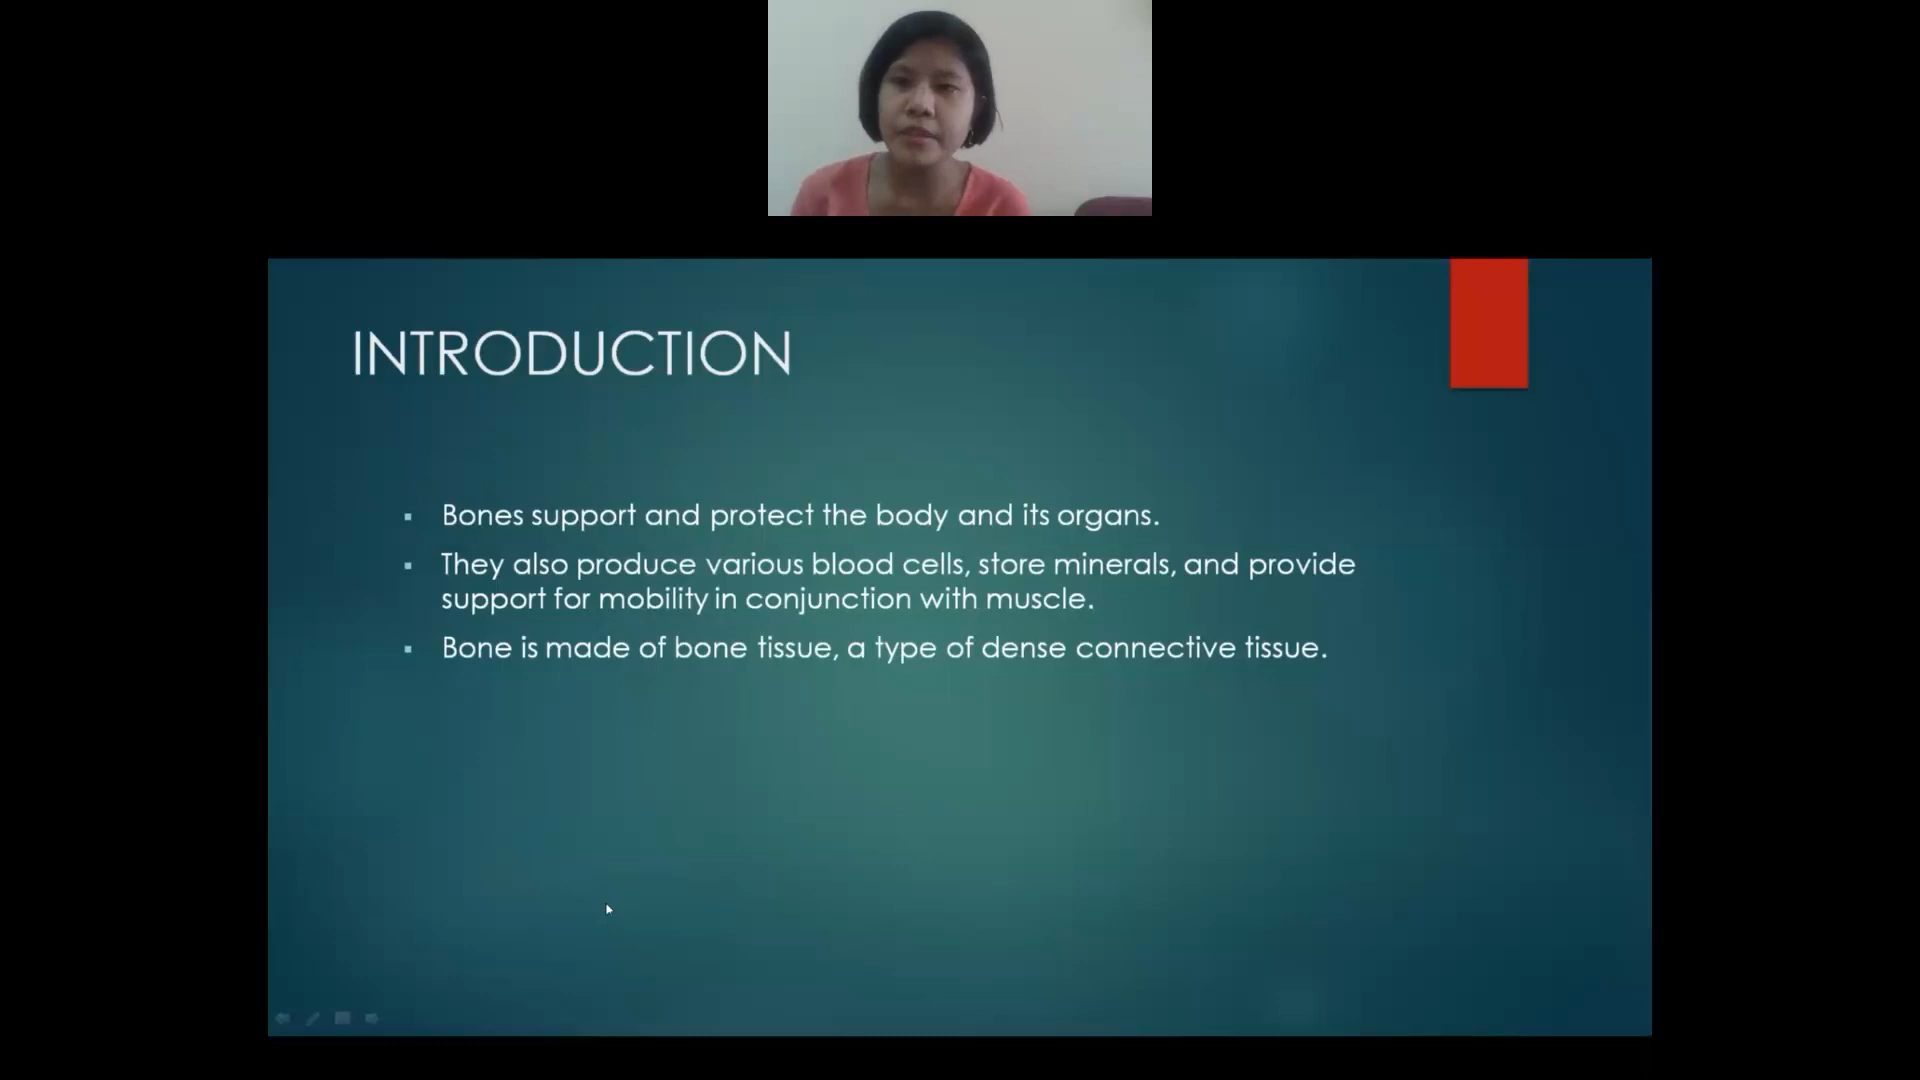 INTRODUCTION
Bones support and protect the body and its organs.
They also produce various blood cells, store minerals, and provide
support for mobility in conjunction with muscle.
Bone is made of bone tissue, a type of dense connective tissue.